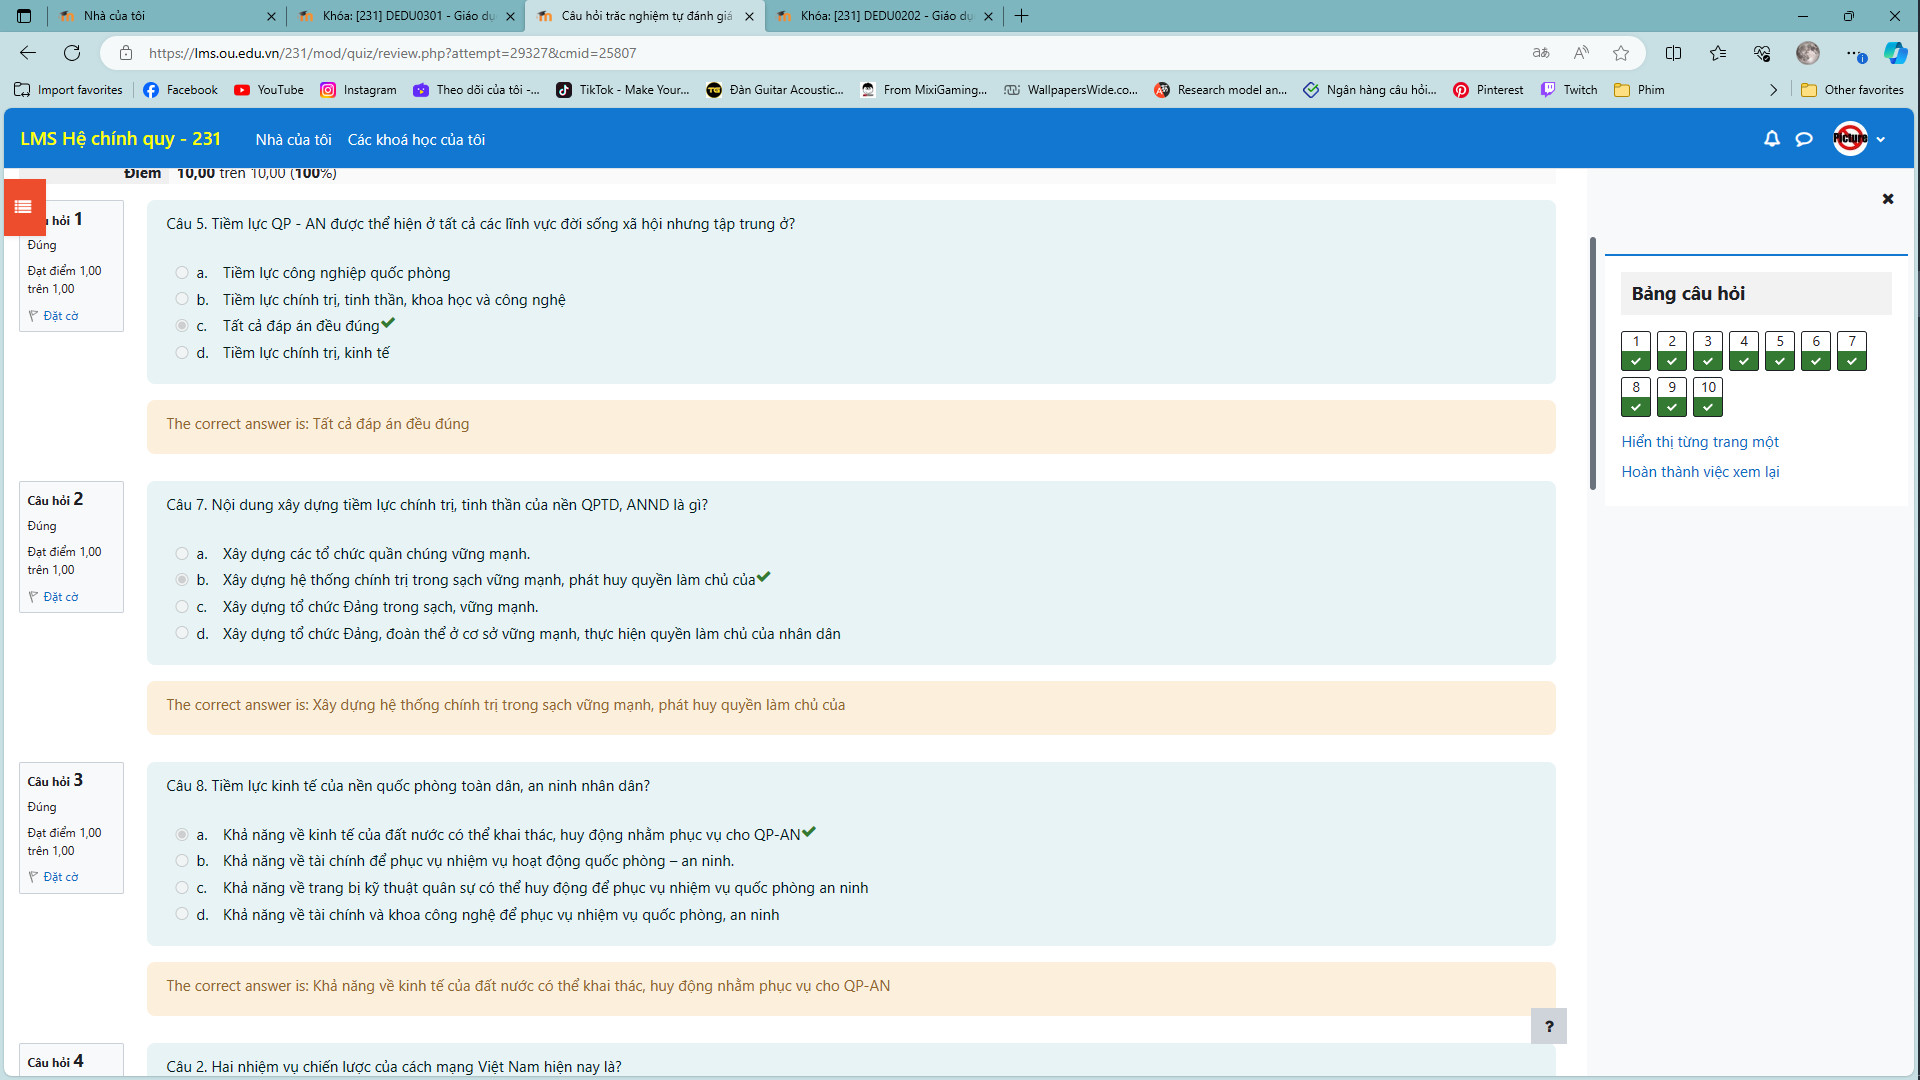 Nhà của tôi
Khóa: [231] DEDU0301 - Giáo dụ
Câu hỏi trắc nghiệm tự đánh giá
Khóa: [231] DEDU0202 - Giáo dụ
https://lms.ou.edu.vn/231/mod/quiz/review.php?attempt=29327&cmid=25807
Import favorites
Facebook
YouTube
Instagram
Theo dõi của tôi -...
TikTok - Make Your...
Đàn Guitar Acoustic...
From MixiGaming...
WallpapersWide.co...
Research model an...
Ngân hàng câu hỏi...
Pinterest
Twitch
Phim
Other favorites
LMS Hệ chính quy - 231
Nhà của tôi
Các khoá học của tôi
Picture
Điểm 10,00 trên 10,00 (100%)
hỏi 1
Đúng
Đạt điểm 1,00
trên 1,00
Đặt cờ
Câu 5. Tiềm lực QP - AN được thể hiện ở tất cả các lĩnh vực đời sống xã hội nhưng tập trung ở?
a. Tiềm lực công nghiệp quốc phòng
b. Tiềm lực chính trị, tinh thần, khoa học và công nghệ
c. Tất cả đáp án đều đúng
d. Tiềm lực chính trị, kinh tế
The correct answer is: Tất cả đáp án đều đúng
Câu hỏi 2
Đúng
Đạt điểm 1,00
trên 1,00
Đặt cờ
Câu 7. Nội dung xây dựng tiềm lực chính trị, tinh thần của nền QPTD, ANND là gì?
a. Xây dựng các tổ chức quần chúng vững mạnh.
b. Xây dựng hệ thống chính trị trong sạch vững mạnh, phát huy quyền làm chủ của
c. Xây dựng tổ chức Đảng trong sạch, vững mạnh.
d. Xây dựng tổ chức Đảng, đoàn thể ở cơ sở vững mạnh, thực hiện quyền làm chủ của nhân dân
The correct answer is: Xây dựng hệ thống chính trị trong sạch vững mạnh, phát huy quyền làm chủ của
Câu hỏi 3
Đúng
Đạt điểm 1,00
trên 1,00
Đặt cờ
Câu 8. Tiềm lực kinh tế của nền quốc phòng toàn dân, an ninh nhân dân?
a. Khả năng về kinh tế của đất nước có thể khai thác, huy động nhằm phục vụ cho QP-AN
b. Khả năng về tài chính để phục vụ nhiệm vụ hoạt động quốc phòng – an ninh.
c. Khả năng về trang bị kỹ thuật quân sự có thể huy động để phục vụ nhiệm vụ quốc phòng an ninh
d. Khả năng về tài chính và khoa công nghệ để phục vụ nhiệm vụ quốc phòng, an ninh
The correct answer is: Khả năng về kinh tế của đất nước có thể khai thác, huy động nhằm phục vụ cho QP-AN
Câu hỏi 4
Câu 2. Hai nhiệm vụ chiến lược của cách mạng Việt Nam hiện nay là?
Bảng câu hỏi
1 2 3 4 5 6 7
8 9 10
Hiển thị từng trang một
Hoàn thành việc xem lại
?